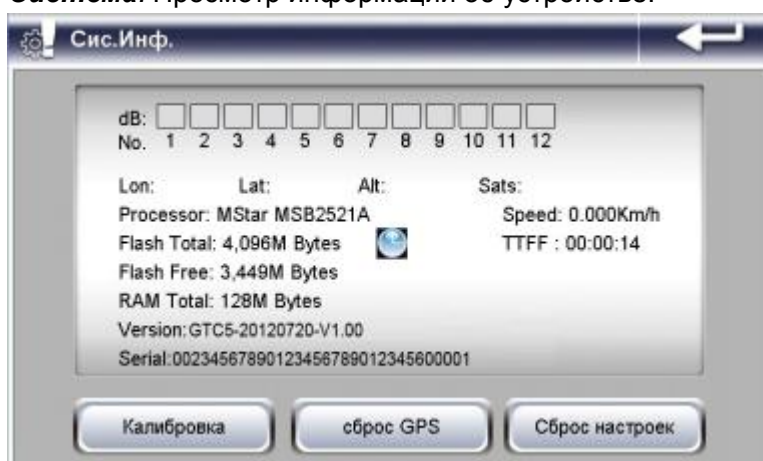 Система: Просмотр информации об устройстве.
Сис.Инф.
dB:
No. 1 2 3 4 5 6 7 8 9 10 11 12
Lon: Lat: Alt: Sats:
Processor: MStar MSB2521A Speed: 0.000Km/h
Flash Total: 4,096M Bytes TTFF : 00:00:14
Flash Free: 3,449M Bytes
RAM Total: 128M Bytes
Version:GTC5-20120720-V1.00
Serial:00234567890123456789012345600001
Калибровка сброс GPS Сброс настроек